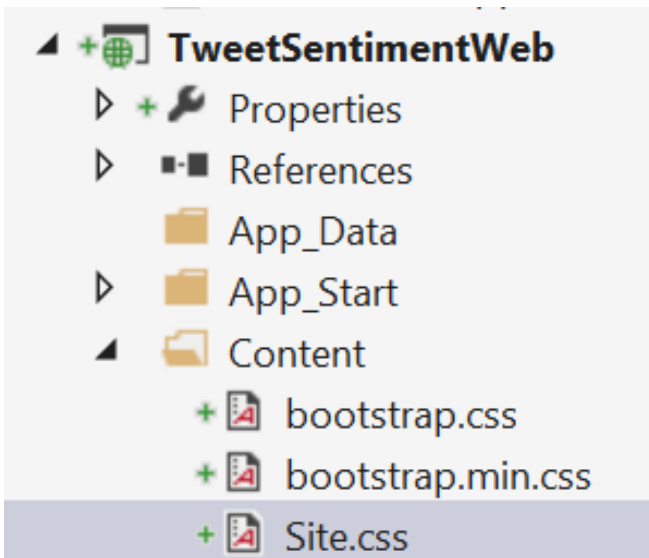 TweetSentimentWeb
Properties
References
App_Data
App_Start
Content
bootstrap.css
bootstrap.min.css
Site.css